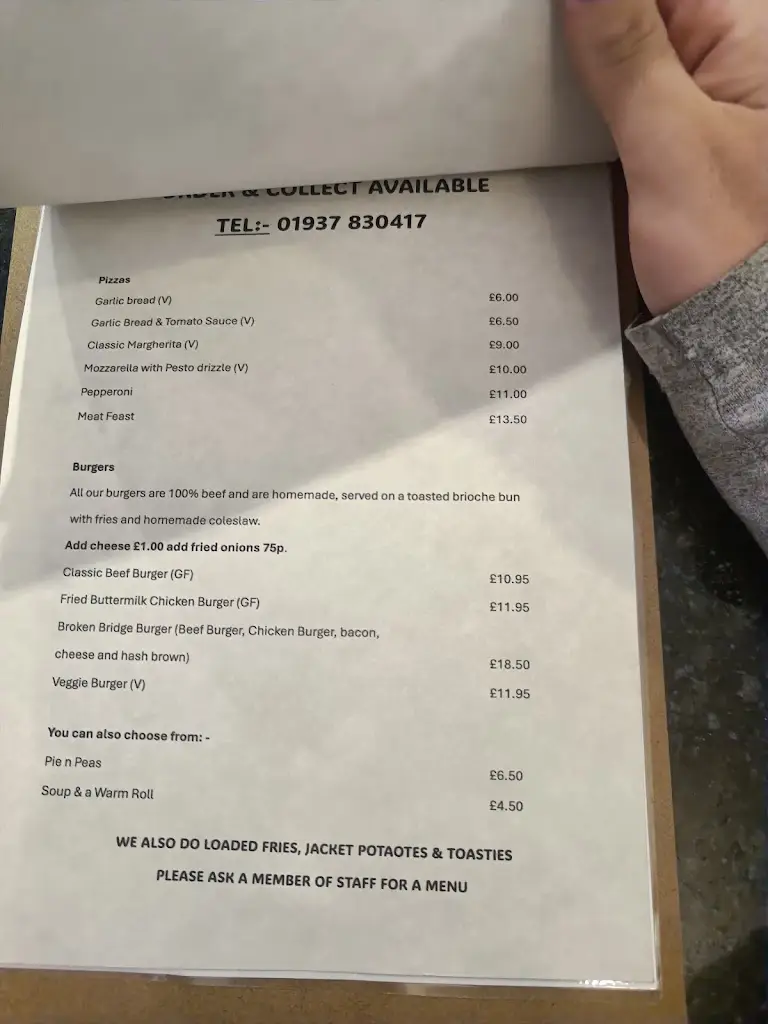 ORDER & COLLECT AVAILABLE
TEL:- 01937 830417
Pizzas
Garlic bread (V) £6.00
Garlic Bread & Tomato Sauce (V) £6.50
Classic Margherita (V) £9.00
Mozzarella with Pesto drizzle (V) £10.00
Pepperoni £11.00
Meat Feast £13.50
Burgers
All our burgers are 100% beef and are homemade, served on a toasted brioche bun
with fries and homemade coleslaw.
Add cheese £1.00 add fried onions 75p.
Classic Beef Burger (GF) £10.95
Fried Buttermilk Chicken Burger (GF) £11.95
Broken Bridge Burger (Beef Burger, Chicken Burger, bacon,
cheese and hash brown) £18.50
Veggie Burger (V) £11.95
You can also choose from: -
Pie n Peas £6.50
Soup & a Warm Roll £4.50
WE ALSO DO LOADED FRIES, JACKET POTAOTES & TOASTIES
PLEASE ASK A MEMBER OF STAFF FOR A MENU